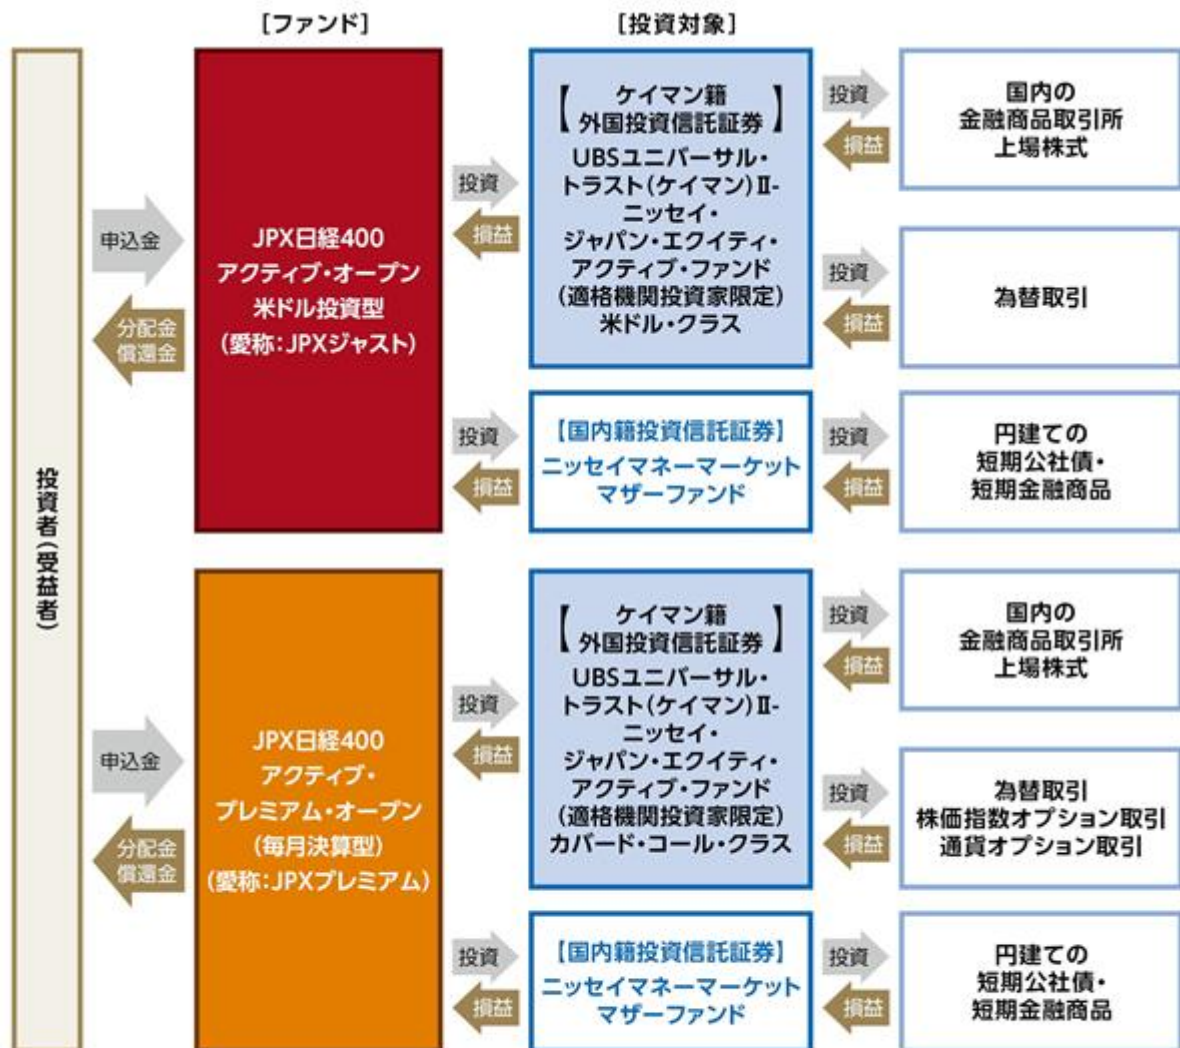 [ファンド]
[投資対象]
投資者(受益者)
申込金
分配金
償還金
JPX日経400
アクティブ・オープン
米ドル投資型
(愛称:JPXジャスト)
投資
損益
【ケイマン籍
外国投資信託証券】
UBSユニバーサル・
トラスト(ケイマン)Ⅱ-
ニッセイ・
ジャパン・エクイティ・
アクティブ・ファンド
(適格機関投資家限定)
米ドル・クラス
投資
損益
国内の
金融商品取引所
上場株式
投資
損益
為替取引
投資
損益
【国内籍投資信託証券】
ニッセイマネーマーケット
マザーファンド
投資
損益
円建ての
短期公社債・
短期金融商品
申込金
分配金
償還金
JPX日経400
アクティブ・
プレミアム・オープン
(毎月決算型)
(愛称:JPXプレミアム)
投資
損益
【ケイマン籍
外国投資信託証券】
UBSユニバーサル・
トラスト(ケイマン)Ⅱ-
ニッセイ・
ジャパン・エクイティ・
アクティブ・ファンド
(適格機関投資家限定)
カバード・コール・クラス
投資
損益
国内の
金融商品取引所
上場株式
投資
損益
為替取引
株価指数オプション取引
通貨オプション取引
投資
損益
【国内籍投資信託証券】
ニッセイマネーマーケット
マザーファンド
投資
損益
円建ての
短期公社債・
短期金融商品